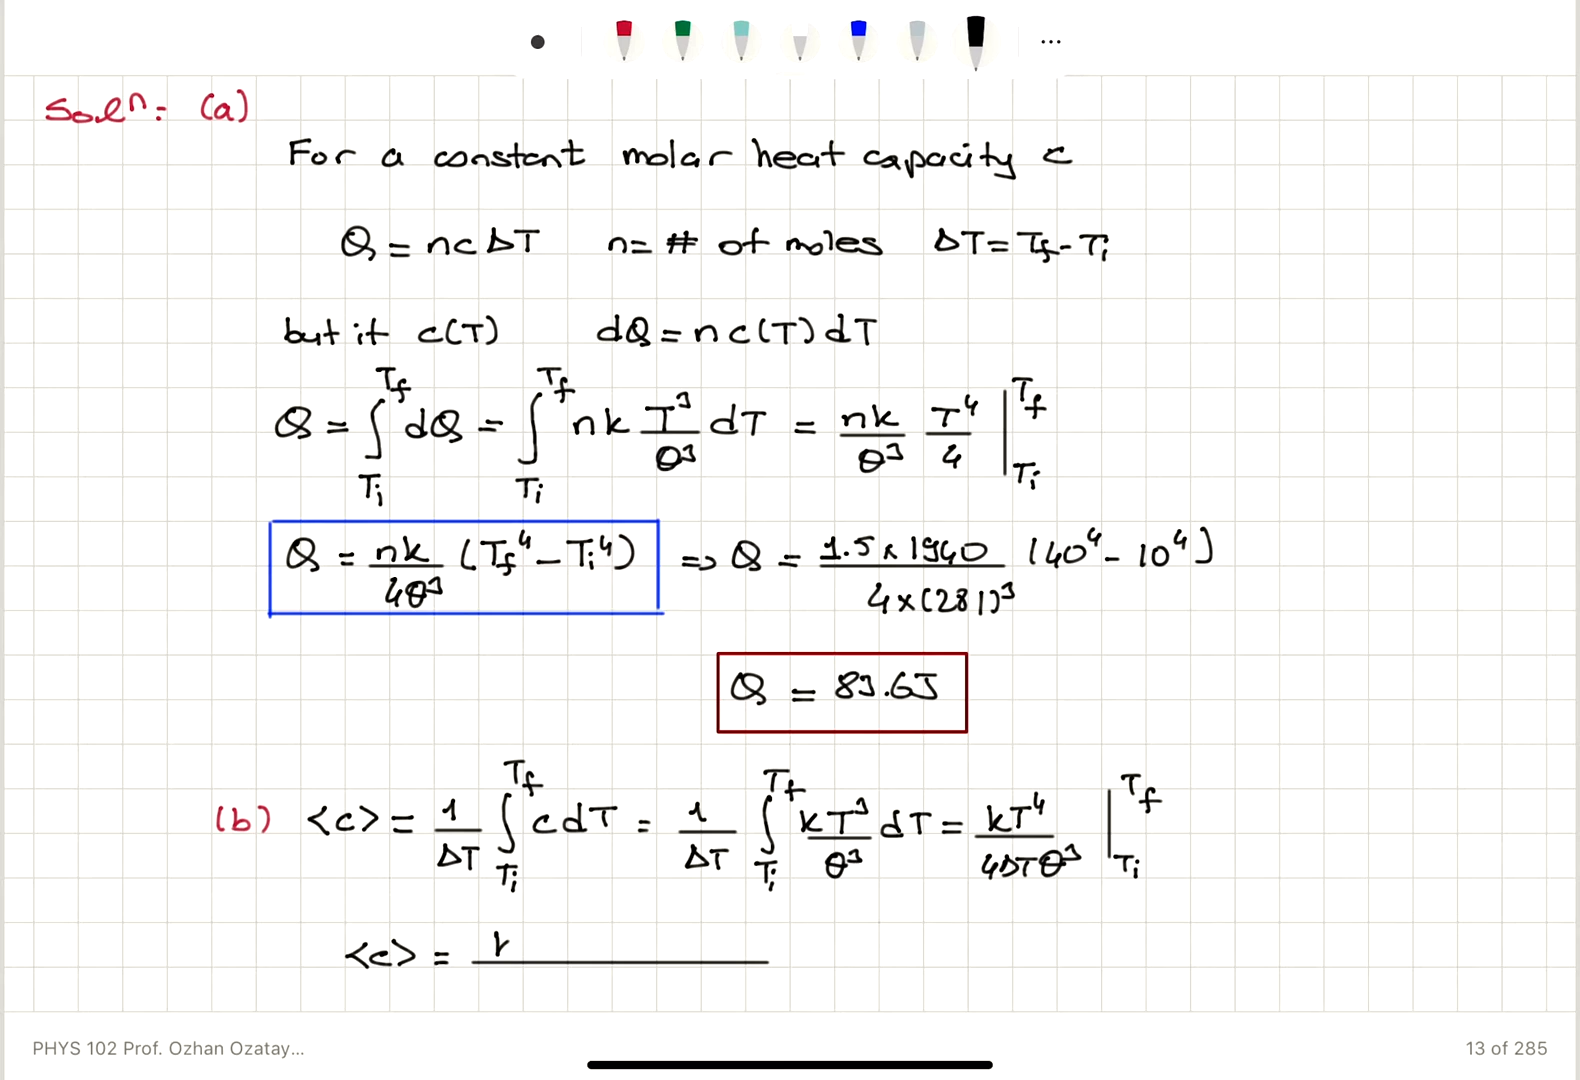 Solⁿ: (a)
For a constant molar heat capacity c
Q = ncΔT n = # of moles ΔT = T_f - T_i
but if c(T) dQ = nc(T)dT
Q = ∫_{T_i}^{T_f} dQ = ∫_{T_i}^{T_f} nk T³/θ³ dT = nk/θ³ T⁴/4 |_{T_i}^{T_f}
Q = nk/4θ³ (T_f⁴ - T_i⁴) => Q = 1.5 x 1940/4x(281)³ (40⁴ - 10⁴)
Q = 83.6J
(b) <c> = 1/ΔT ∫_{T_i}^{T_f} cdT = 1/ΔT ∫_{T_i}^{T_f} kT³/θ³ dT = kT⁴/4ΔTθ³ |_{T_i}^{T_f}
<c> =
PHYS 102 Prof. Ozhan Ozatay...
13 of 285